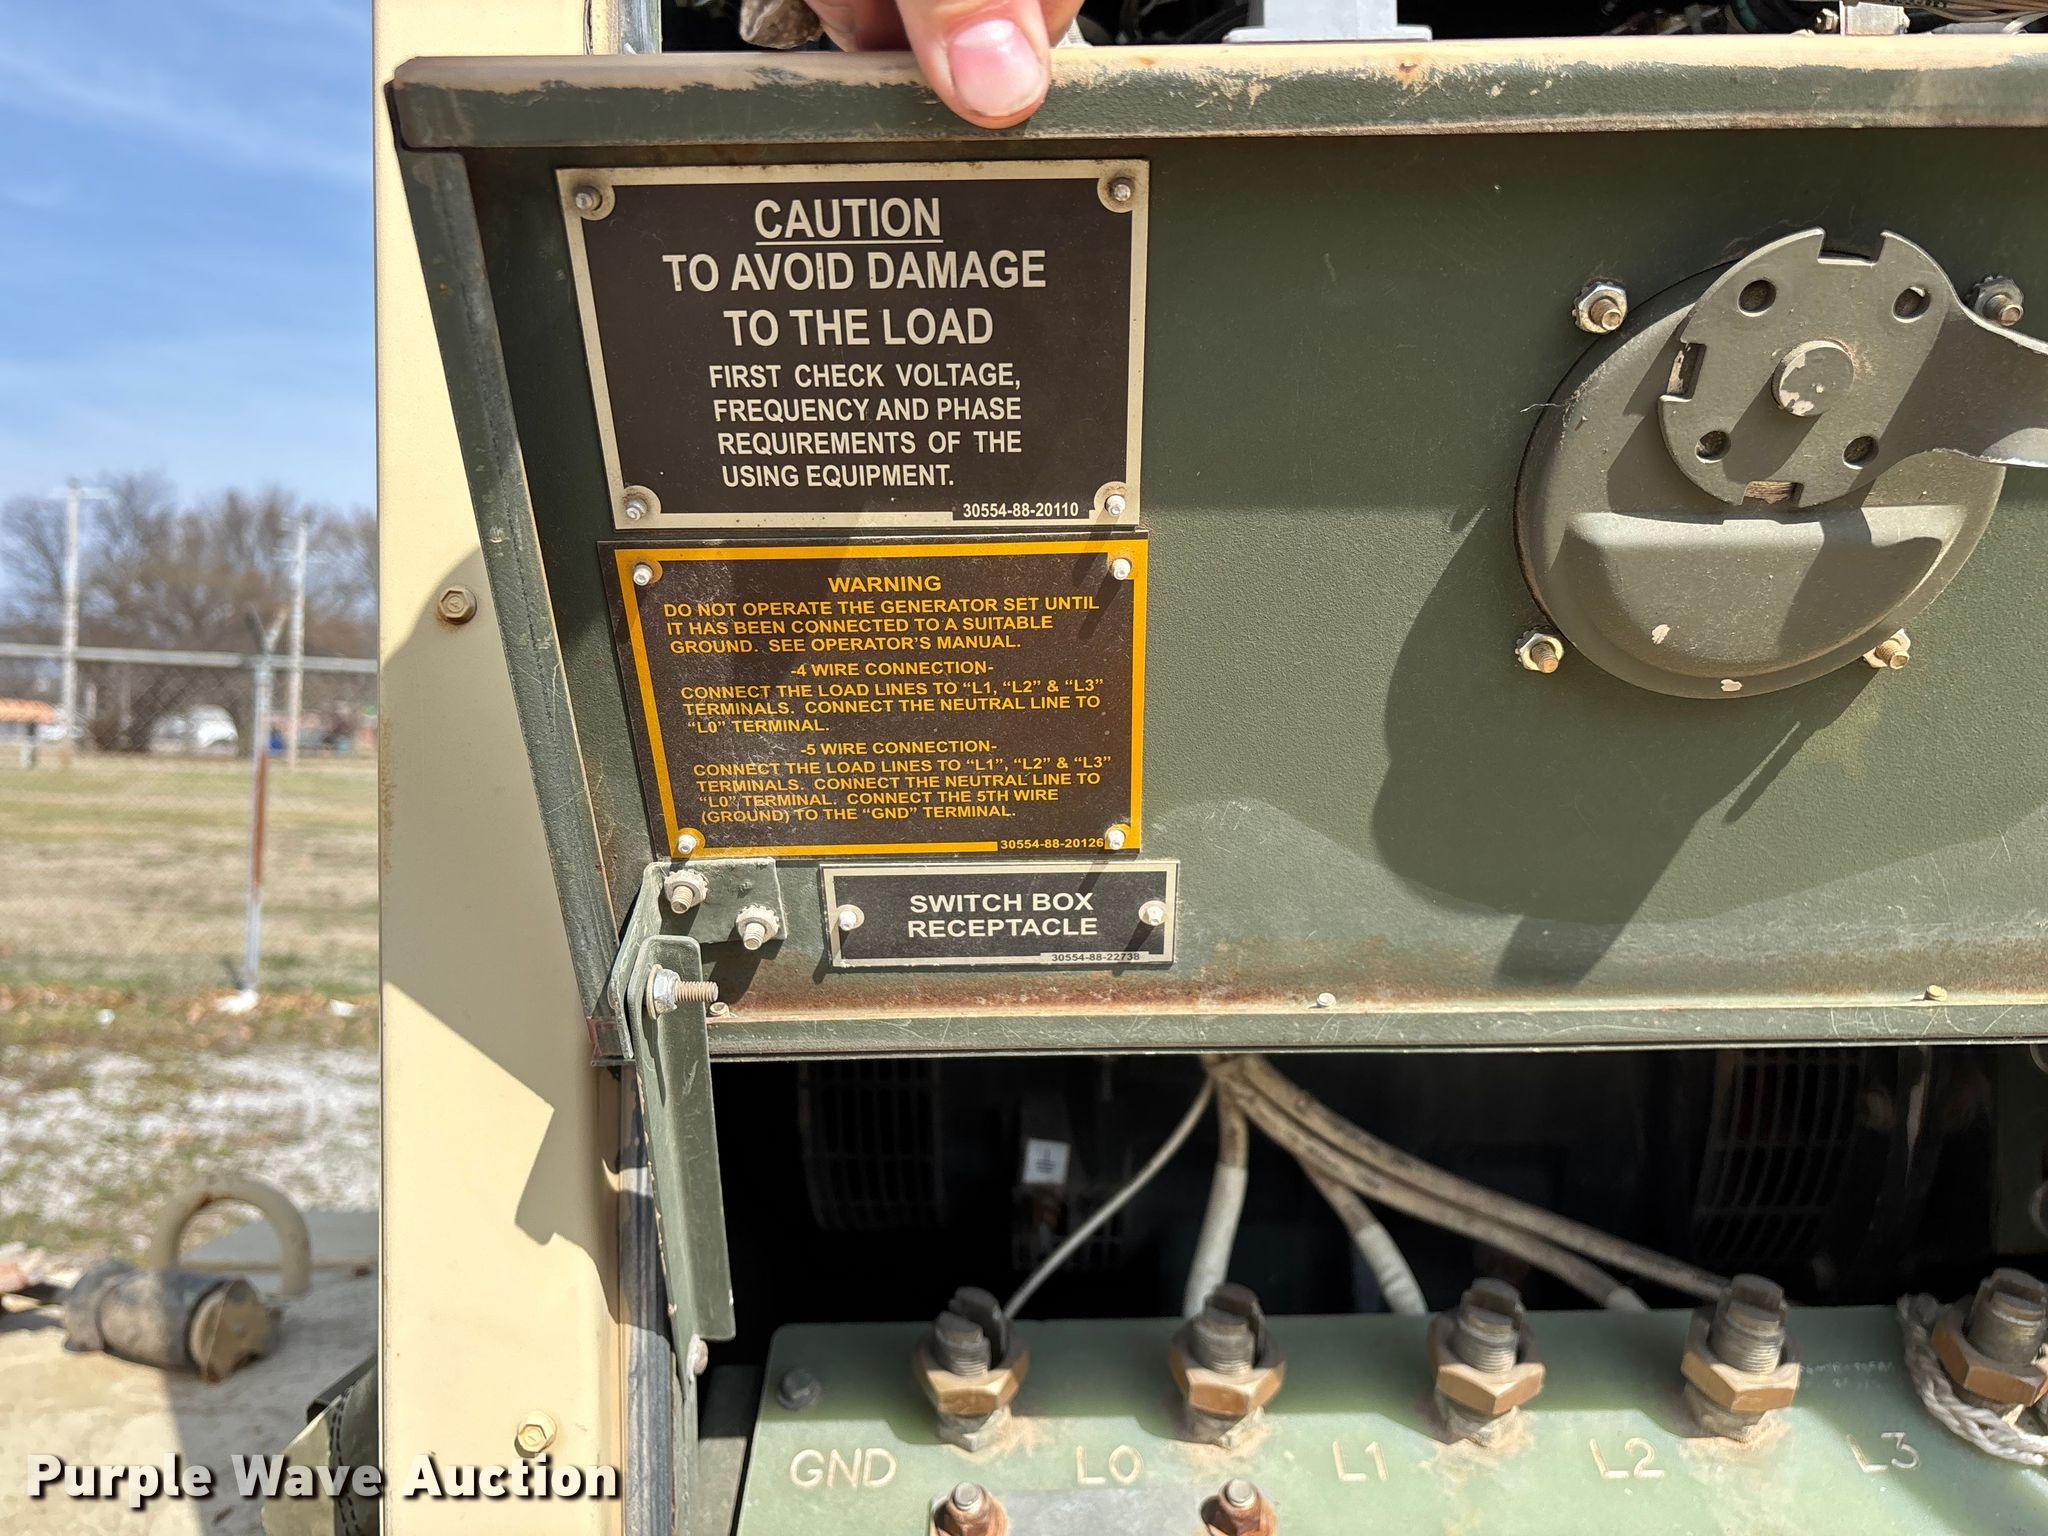 CAUTION
TO AVOID DAMAGE
TO THE LOAD
FIRST CHECK VOLTAGE,
FREQUENCY AND PHASE
REQUIREMENTS OF THE
USING EQUIPMENT.
30554-88-20110
WARNING
DO NOT OPERATE THE GENERATOR SET UNTIL
IT HAS BEEN CONNECTED TO A SUITABLE
GROUND. SEE OPERATOR'S MANUAL.
-4 WIRE CONNECTION-
CONNECT THE LOAD LINES TO "L1, "L2" & "L3"
TERMINALS. CONNECT THE NEUTRAL LINE TO
"L0" TERMINAL.
-5 WIRE CONNECTION-
CONNECT THE LOAD LINES TO "L1", "L2" & "L3"
TERMINALS. CONNECT THE NEUTRAL LINE TO
"L0" TERMINAL. CONNECT THE 5TH WIRE
(GROUND) TO THE "GND" TERMINAL.
30554-88-20126
SWITCH BOX
RECEPTACLE
30554-88-22738
GND L0 L1 L2 L3
Purple Wave Auction